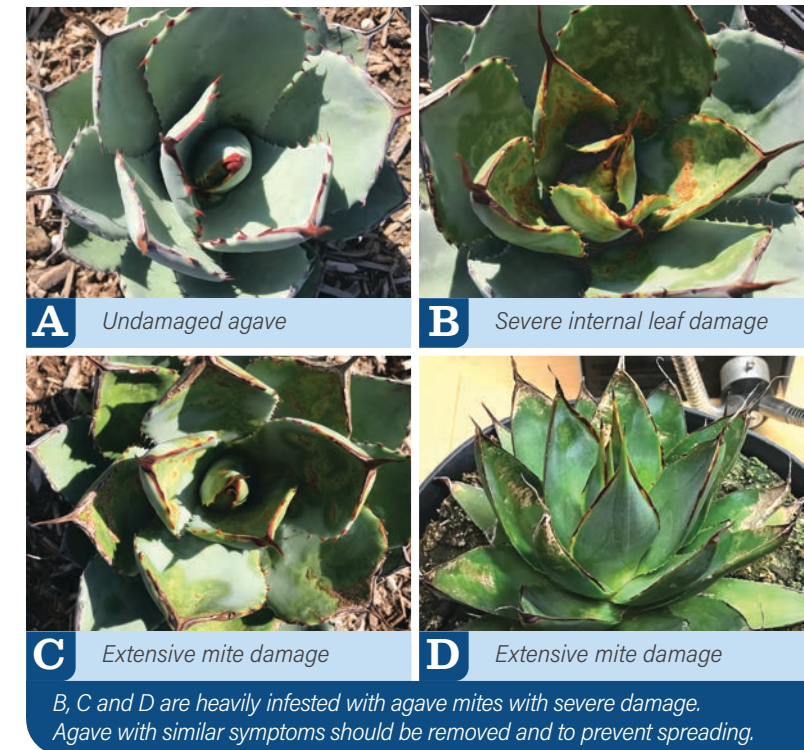 A Undamaged agave
B Severe internal leaf damage
C Extensive mite damage
D Extensive mite damage
B, C and D are heavily infested with agave mites with severe damage.
Agave with similar symptoms should be removed and to prevent spreading.